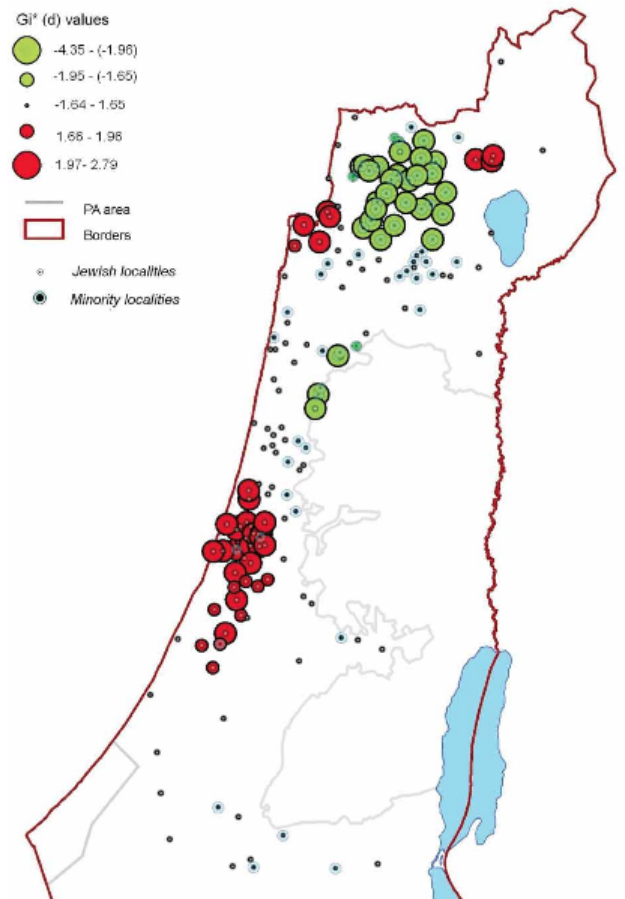 Gi* (d) values
-4.35 - (-1.96)
-1.95 - (-1.65)
-1.64 - 1.65
1.66 - 1.96
1.97- 2.79
PA area
Borders
Jewish localities
Minority localities